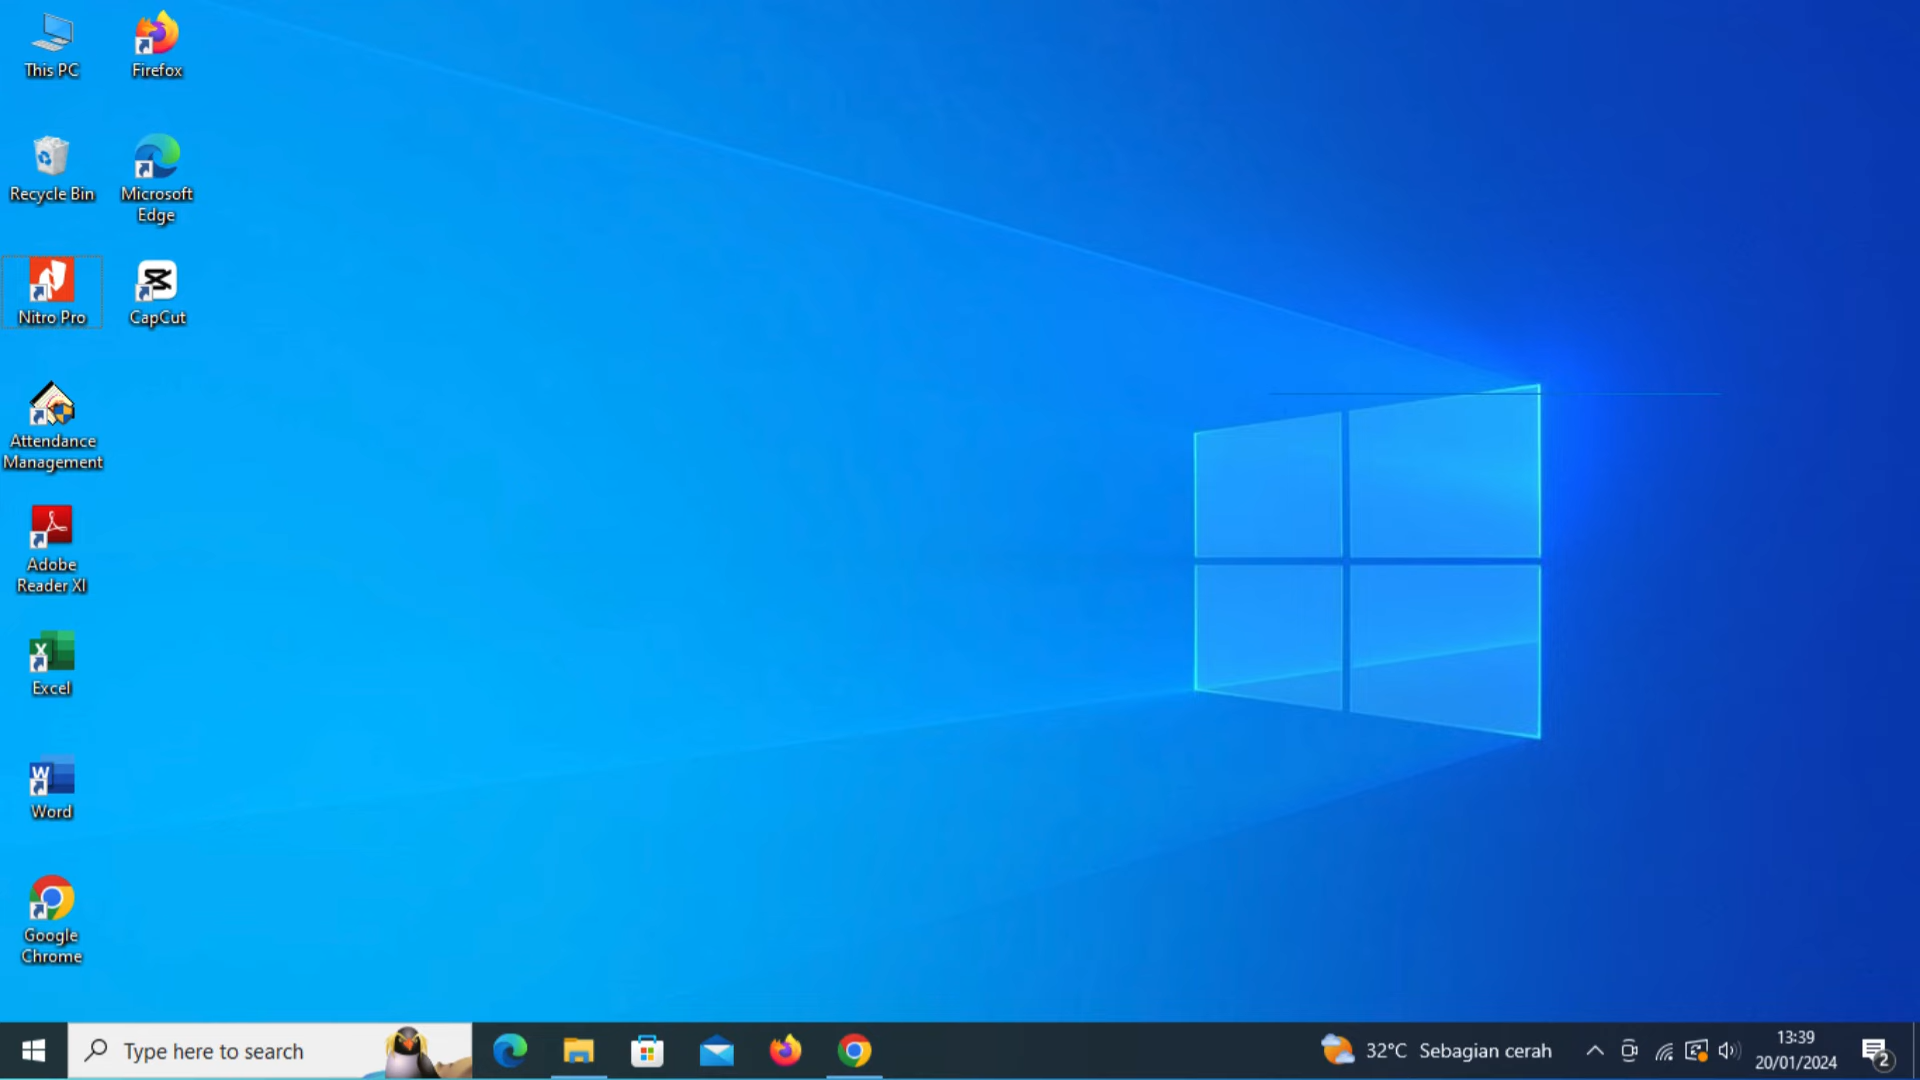 This PC
Firefox
Recycle Bin
Microsoft
Edge
Nitro Pro
CapCut
Attendance
Management
Adobe
Reader XI
Excel
Word
Google
Chrome
Type here to search
32°C Sebagian cerah
13:39
20/01/2024
2